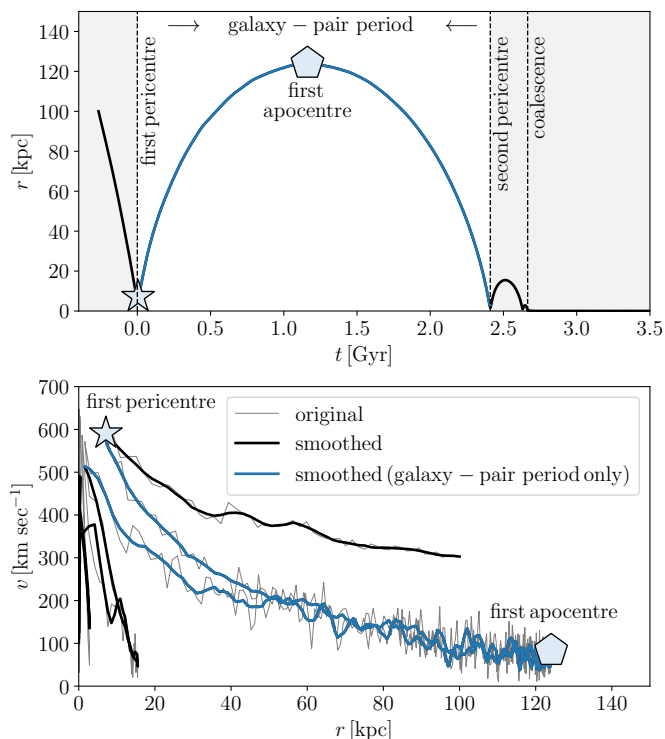 → galaxy − pair period ←
first pericentre
first
apocentre
second pericentre
coalescence
r [kpc]
140
120
100
80
60
40
20
0
0.0 0.5 1.0 1.5 2.0 2.5 3.0 3.5
t [Gyr]
first pericentre
original
smoothed
smoothed (galaxy − pair period only)
first apocentre
v [km sec⁻¹]
700
600
500
400
300
200
100
0
0 20 40 60 80 100 120 140
r [kpc]